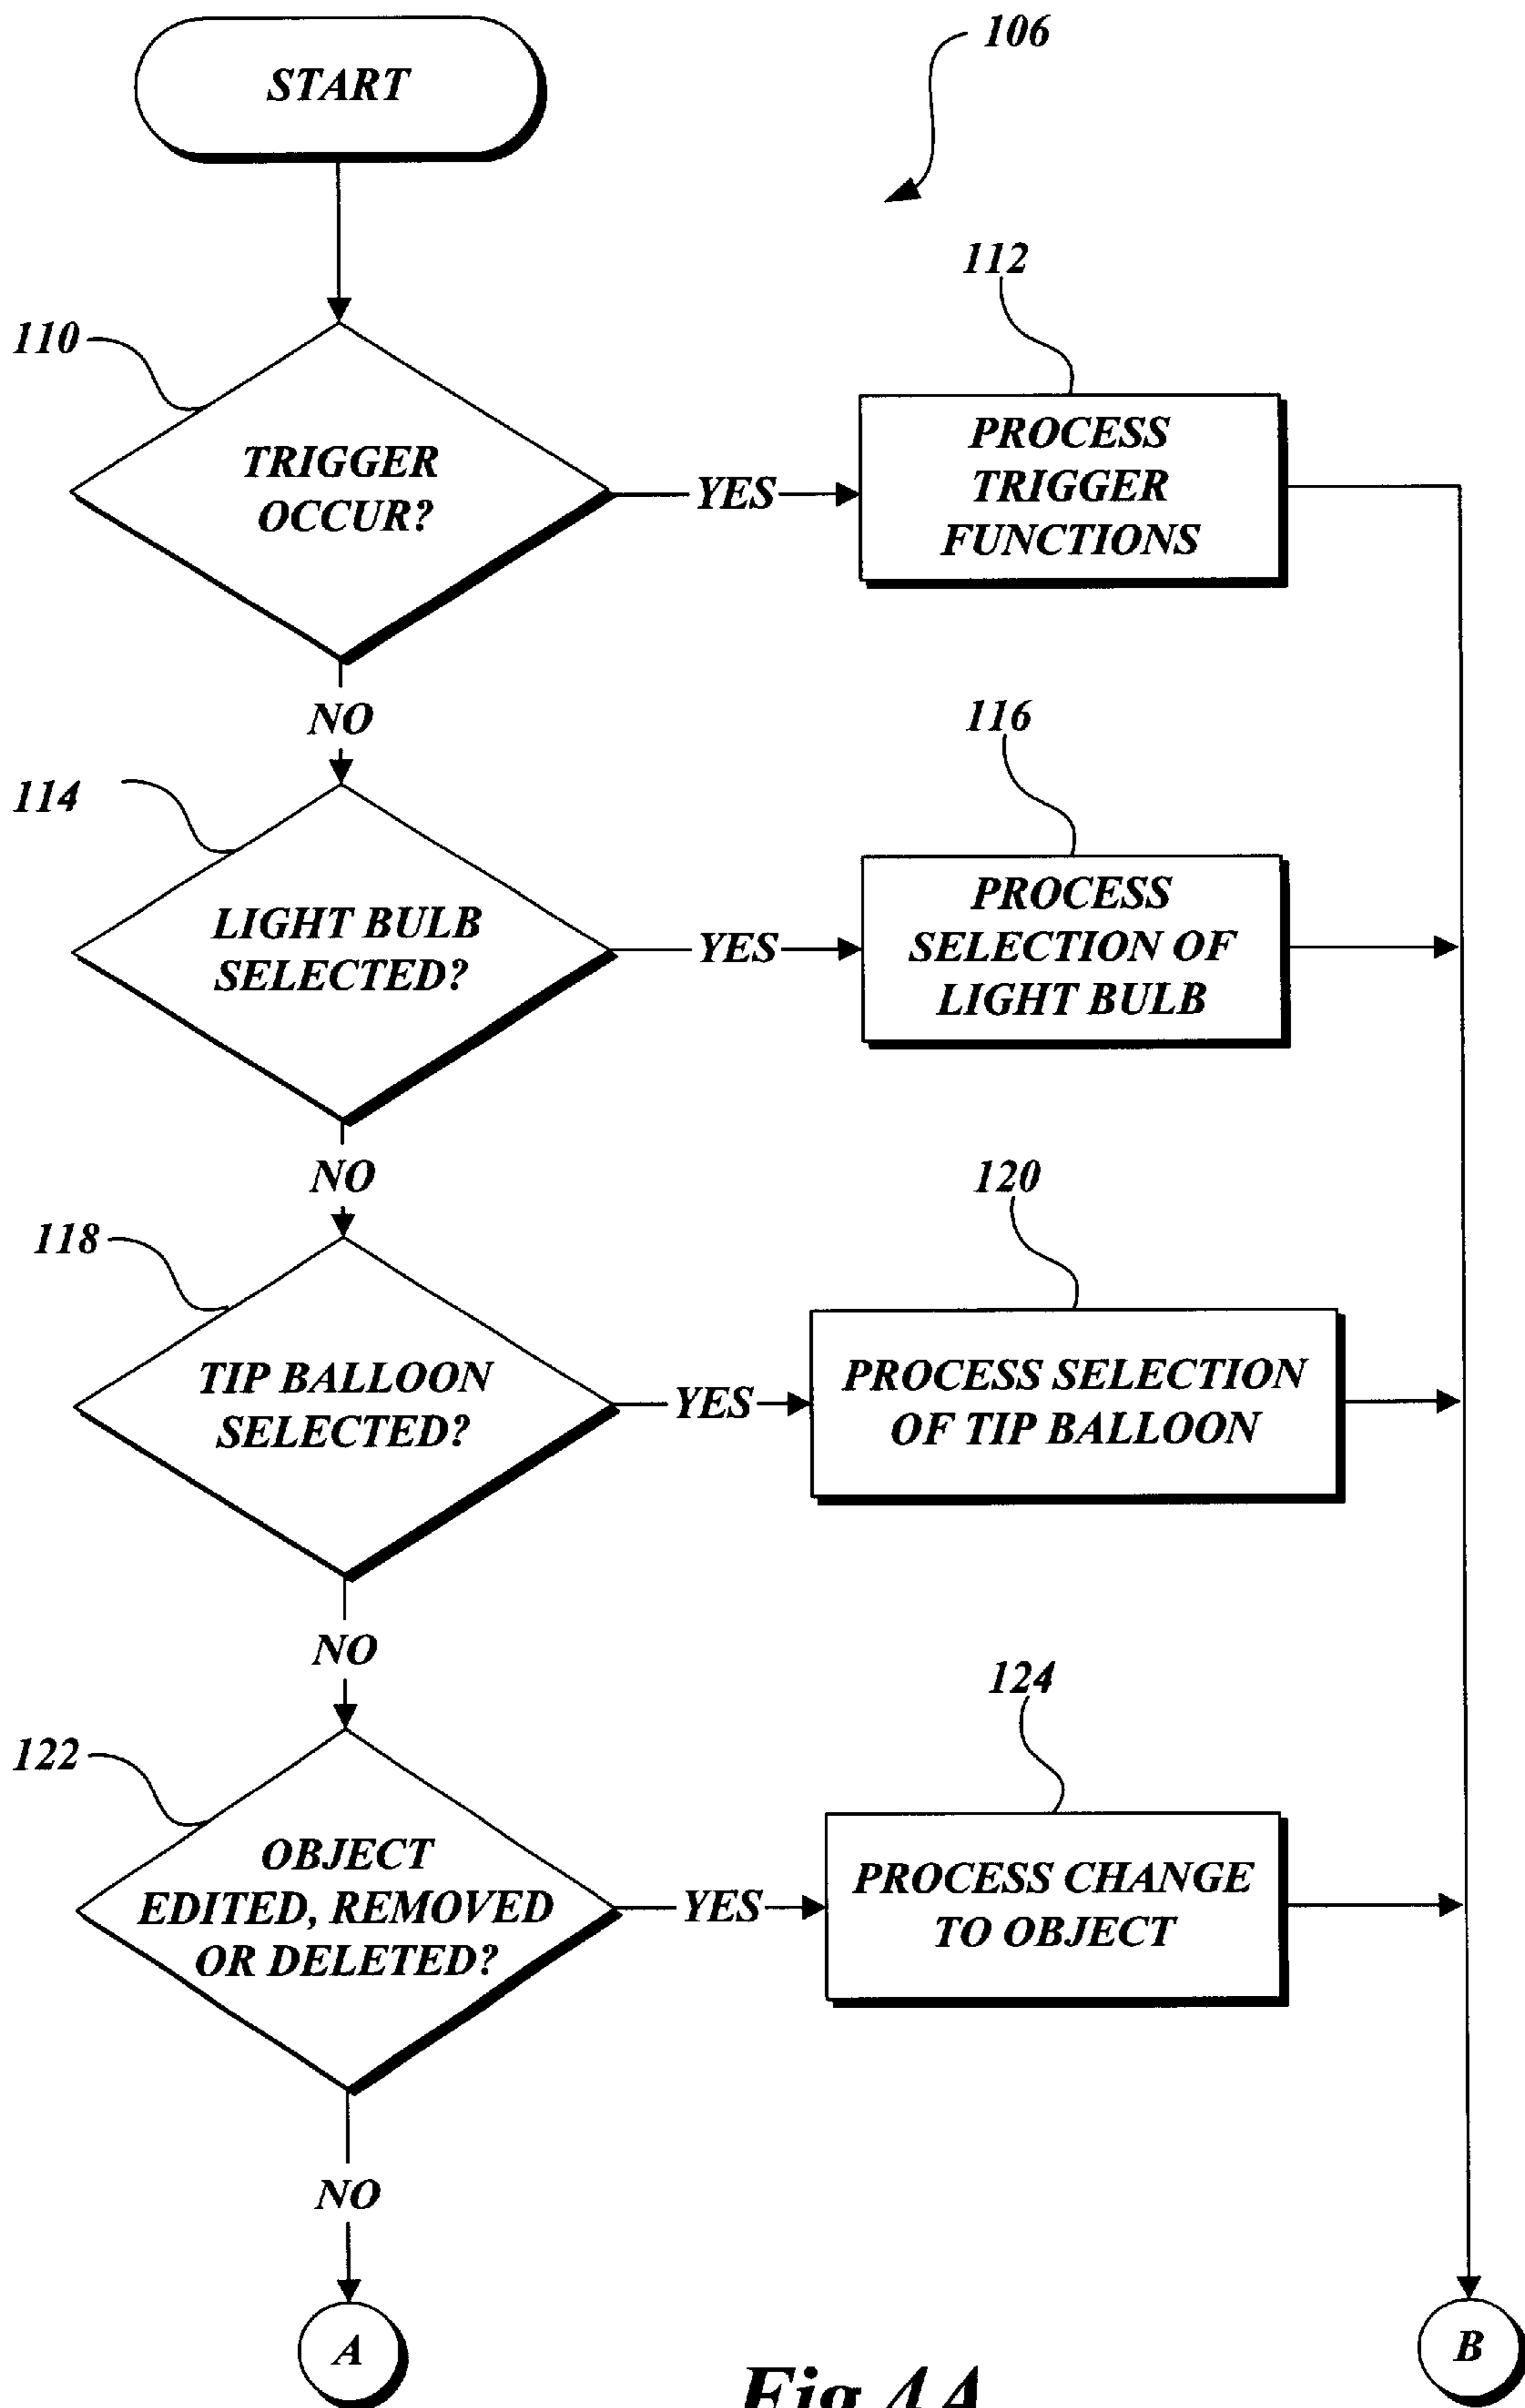 START
106
112
110
TRIGGER
OCCUR?
YES
PROCESS
TRIGGER
FUNCTIONS
NO
116
114
LIGHT BULB
SELECTED?
YES
PROCESS
SELECTION OF
LIGHT BULB
NO
120
118
TIP BALLOON
SELECTED?
YES
PROCESS SELECTION
OF TIP BALLOON
NO
124
122
OBJECT
EDITED, REMOVED
OR DELETED?
YES
PROCESS CHANGE
TO OBJECT
NO
A
B
Fig.4A